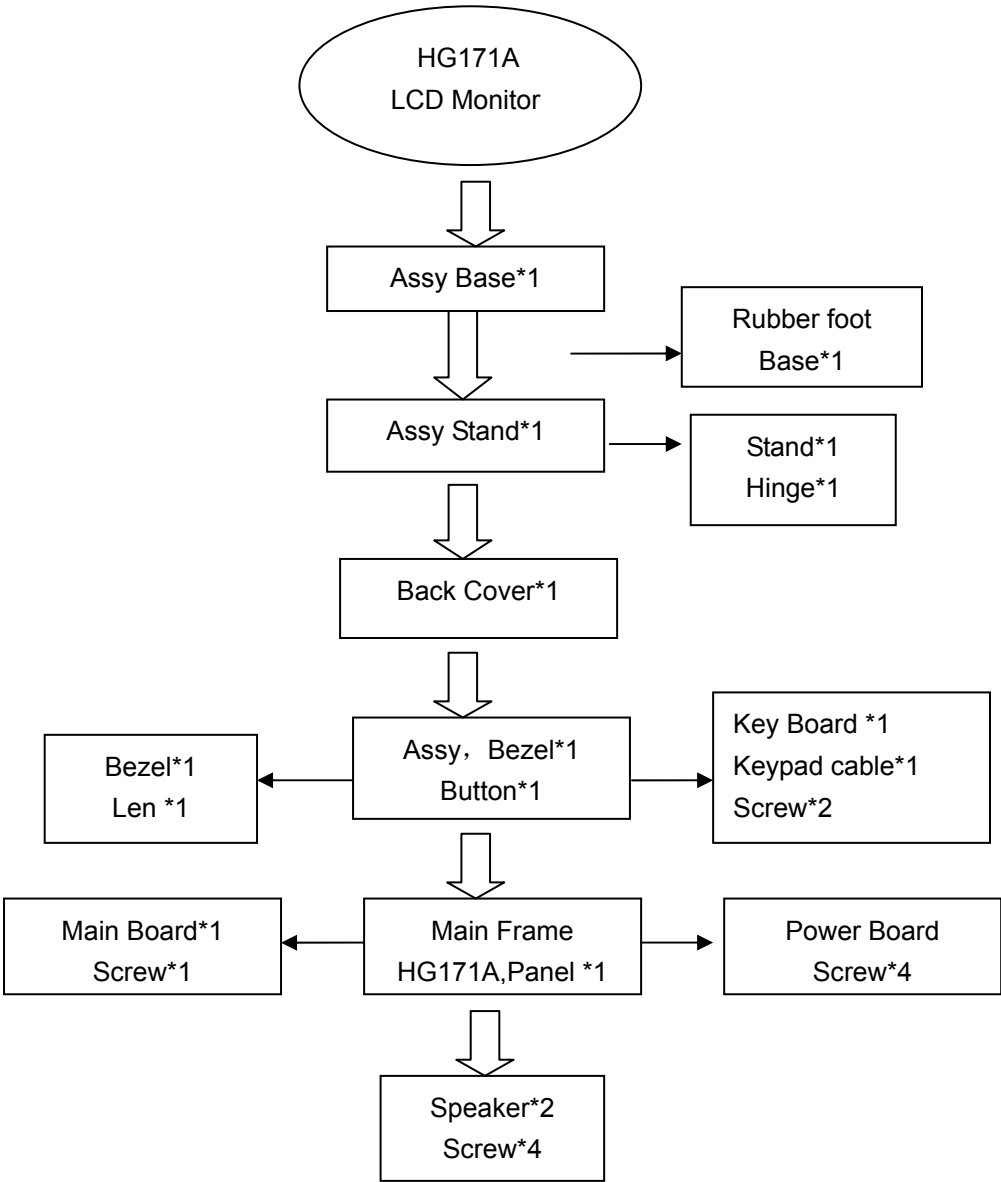 HG171A
LCD Monitor
Assy Base*1
Rubber foot
Base*1
Assy Stand*1
Stand*1
Hinge*1
Back Cover*1
Assy，Bezel*1
Button*1
Bezel*1
Len *1
Key Board *1
Keypad cable*1
Screw*2
Main Frame
HG171A,Panel *1
Main Board*1
Screw*1
Power Board
Screw*4
Speaker*2
Screw*4